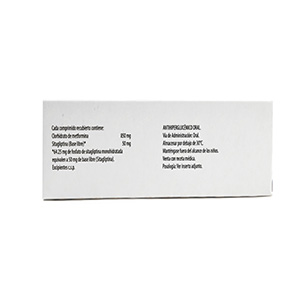 Cada comprimido recubierto contiene:
Clorhidrato de metformina 850 mg
Sitagliptina (Base libre)* 50 mg
*64.25 mg de fosfato de sitagliptina monohidratada
equivalen a 50 mg de base libre (Sitagliptina).
Excipientes c.s.p.
ANTIHIPERGLUCÉMICO ORAL.
Vía de Administración: Oral.
Almacenar por debajo de 30°C.
Manténgase fuera del alcance de los niños.
Venta con receta médica.
Posología: Ver inserto adjunto.